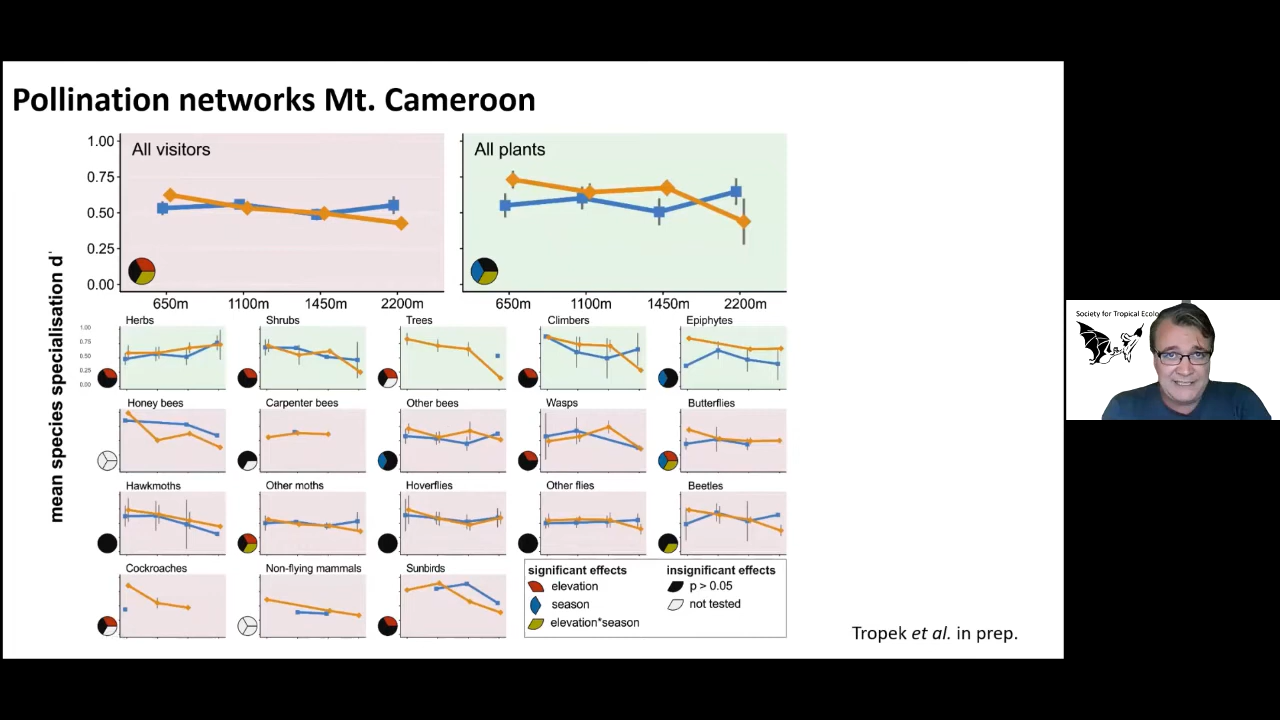 Pollination networks Mt. Cameroon
mean species specialisation d'
1.00
0.75
0.50
0.25
0.00
All visitors
All plants
650m 1100m 1450m 2200m
650m 1100m 1450m 2200m
Herbs
Shrubs
Trees
Climbers
Epiphytes
1.00
0.75
0.50
0.25
0.00
Honey bees
Carpenter bees
Other bees
Wasps
Butterflies
Hawkmoths
Other moths
Hoverflies
Other flies
Beetles
Cockroaches
Non-flying mammals
Sunbirds
significant effects
elevation
season
elevation*season
insignificant effects
p > 0.05
not tested
Tropek et al. in prep.
Society for Tropical Ecolo